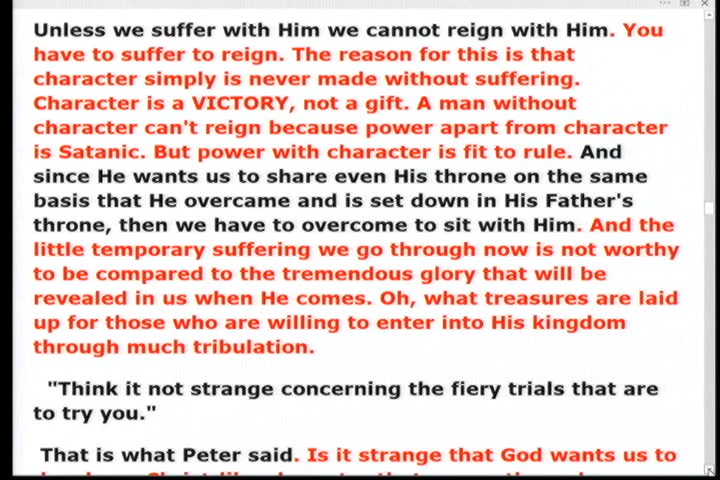 Unless we suffer with Him we cannot reign with Him. You
have to suffer to reign. The reason for this is that
character simply is never made without suffering.
Character is a VICTORY, not a gift. A man without
character can't reign because power apart from character
is Satanic. But power with character is fit to rule. And
since He wants us to share even His throne on the same
basis that He overcame and is set down in His Father's
throne, then we have to overcome to sit with Him. And the
little temporary suffering we go through now is not worthy
to be compared to the tremendous glory that will be
revealed in us when He comes. Oh, what treasures are laid
up for those who are willing to enter into His kingdom
through much tribulation.
"Think it not strange concerning the fiery trials that are
to try you."
That is what Peter said. Is it strange that God wants us to